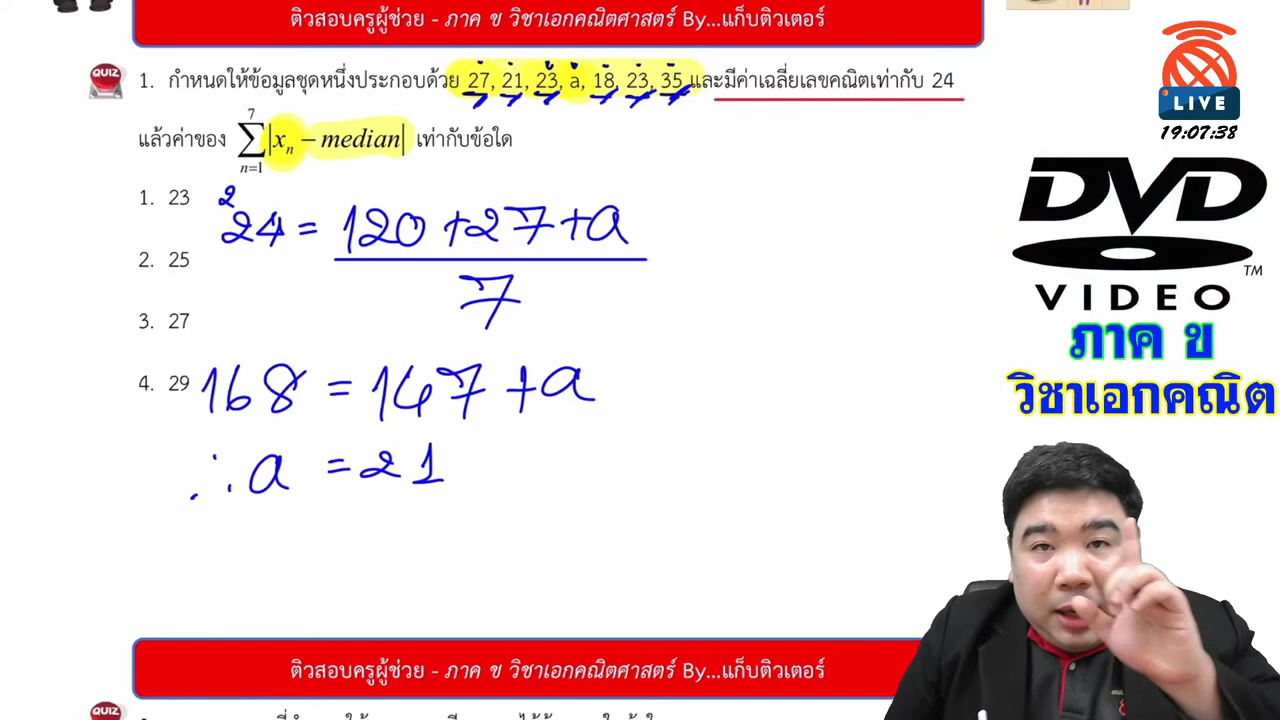 ติวสอบครูผู้ช่วย - ภาค ข วิชาเอกคณิตศาสตร์ By...แก็บติวเตอร์
QUIZ
1. กำหนดให้ข้อมูลชุดหนึ่งประกอบด้วย 27, 21, 23, a, 18, 23, 35 และมีค่าเฉลี่ยเลขคณิตเท่ากับ 24
แล้วค่าของ \sum_{n=1}^{7} |x_n - median| เท่ากับข้อใด
1. 23
2
24 = \frac{120 + 27 + a}{7}
2. 25
3. 27
4. 29
168 = 147 + a
∴ a = 21
LIVE
19:07:38
DVD
TM
VIDEO
ภาค ข
วิชาเอกคณิต
ติวสอบครูผู้ช่วย - ภาค ข วิชาเอกคณิตศาสตร์ By...แก็บติวเตอร์
QUIZ